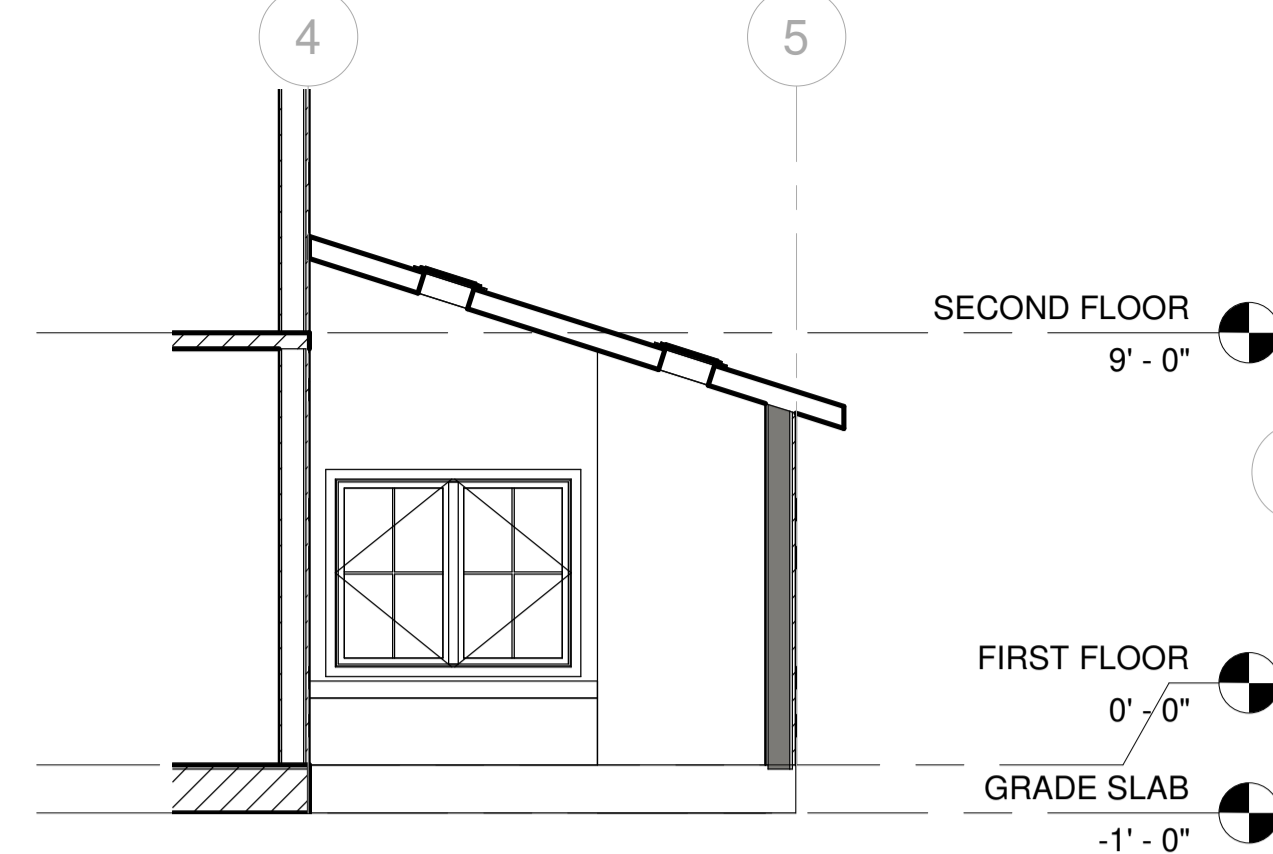 4
5
SECOND FLOOR
9' - 0"
FIRST FLOOR
0' - 0"
GRADE SLAB
-1' - 0"